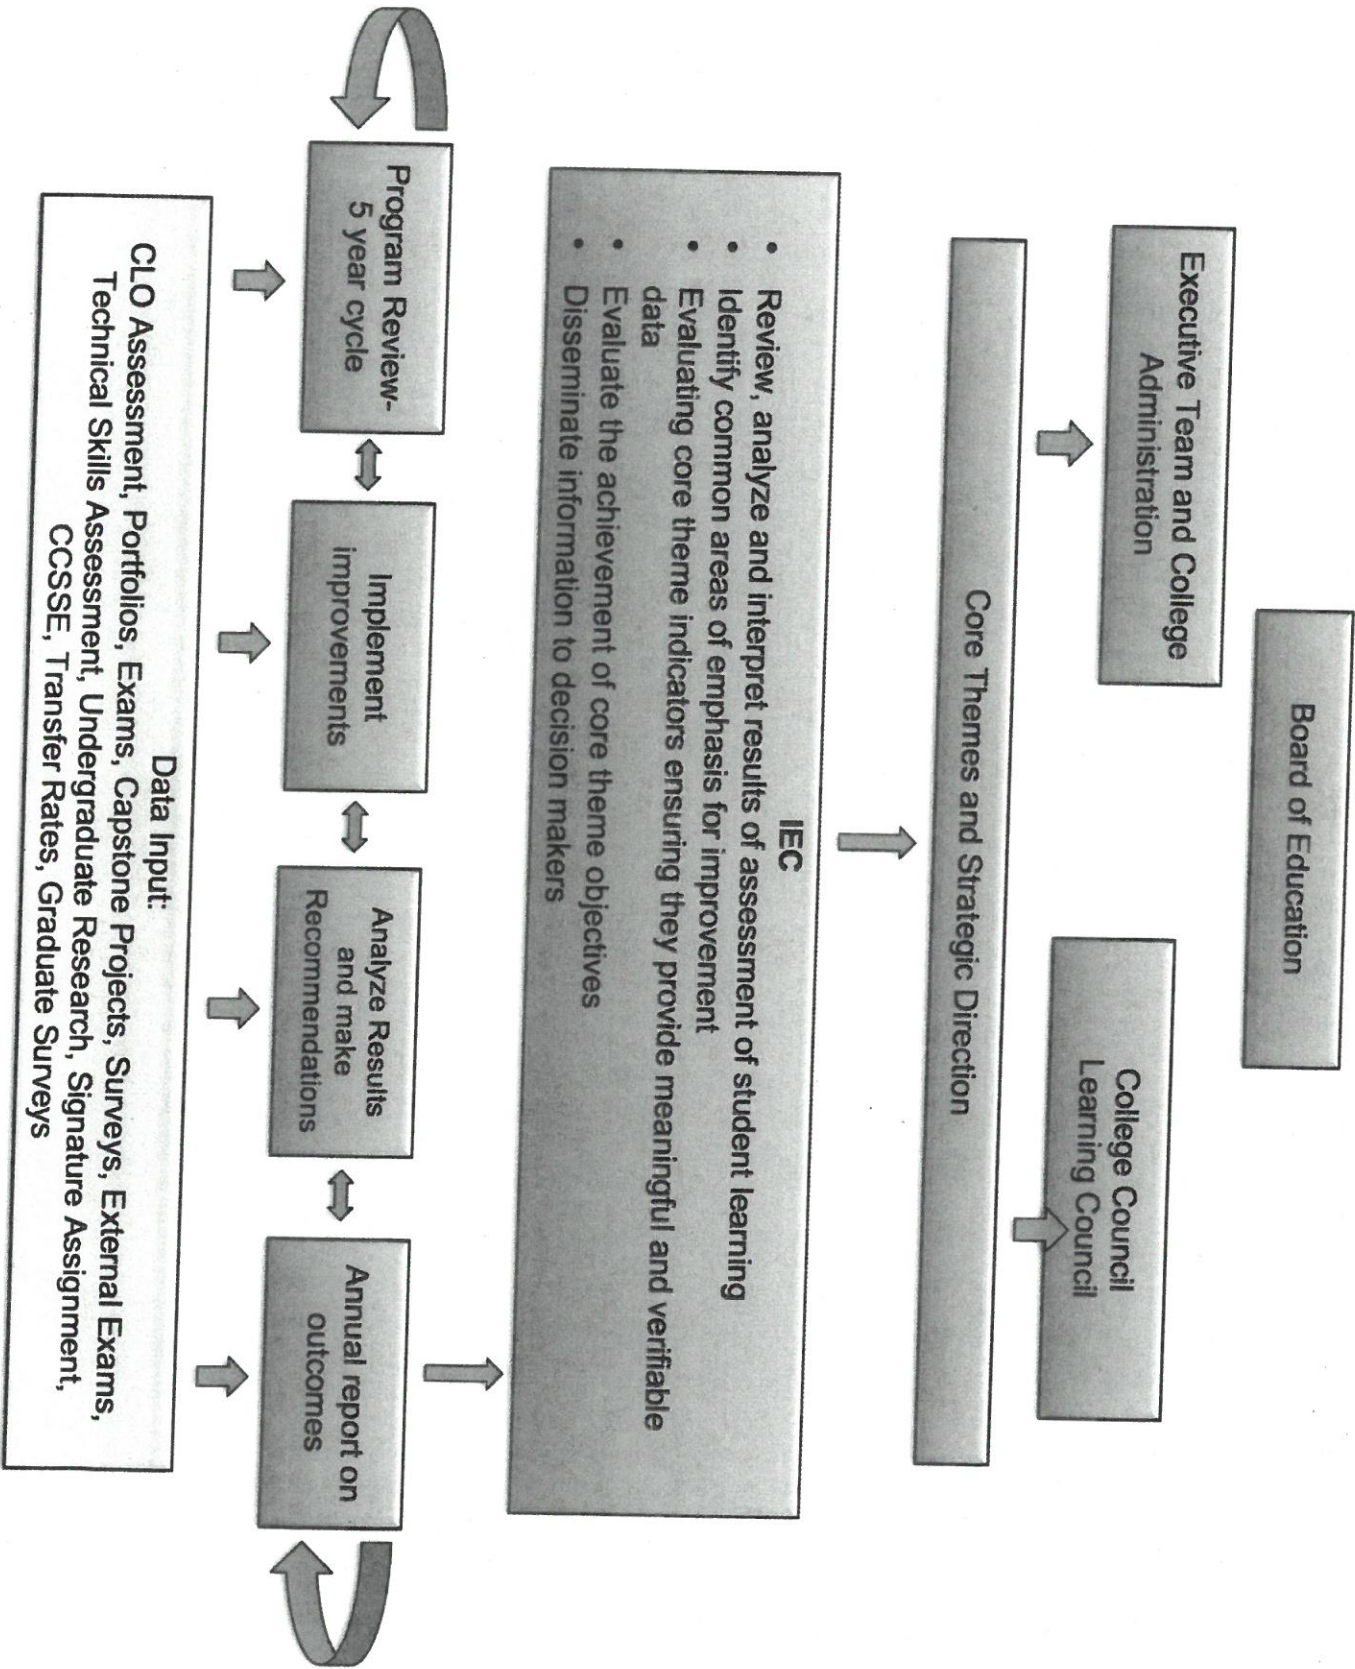 Board of Education
Executive Team and College
Administration
College Council
Learning Council
Core Themes and Strategic Direction
IEC
• Review, analyze and interpret results of assessment of student learning
• Identify common areas of emphasis for improvement
• Evaluating core theme indicators ensuring they provide meaningful and verifiable
data
• Evaluate the achievement of core theme objectives
• Disseminate information to decision makers
Program Review-
5 year cycle
Implement
improvements
Analyze Results
and make
Recommendations
Annual report on
outcomes
Data Input:
CLO Assessment, Portfolios, Exams, Capstone Projects, Surveys, External Exams,
Technical Skills Assessment, Undergraduate Research, Signature Assignment,
CCSSE, Transfer Rates, Graduate Surveys